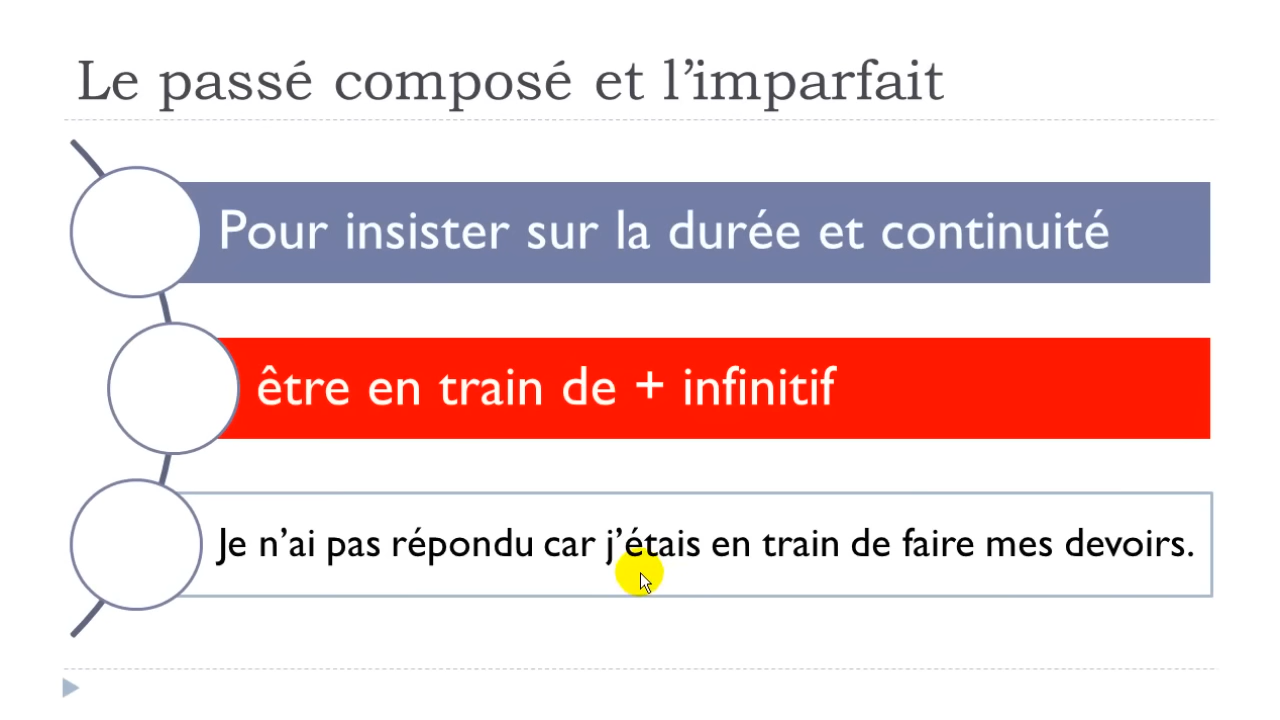 Le passé composé et l’imparfait
Pour insister sur la durée et continuité
être en train de + infinitif
Je n’ai pas répondu car j’étais en train de faire mes devoirs.